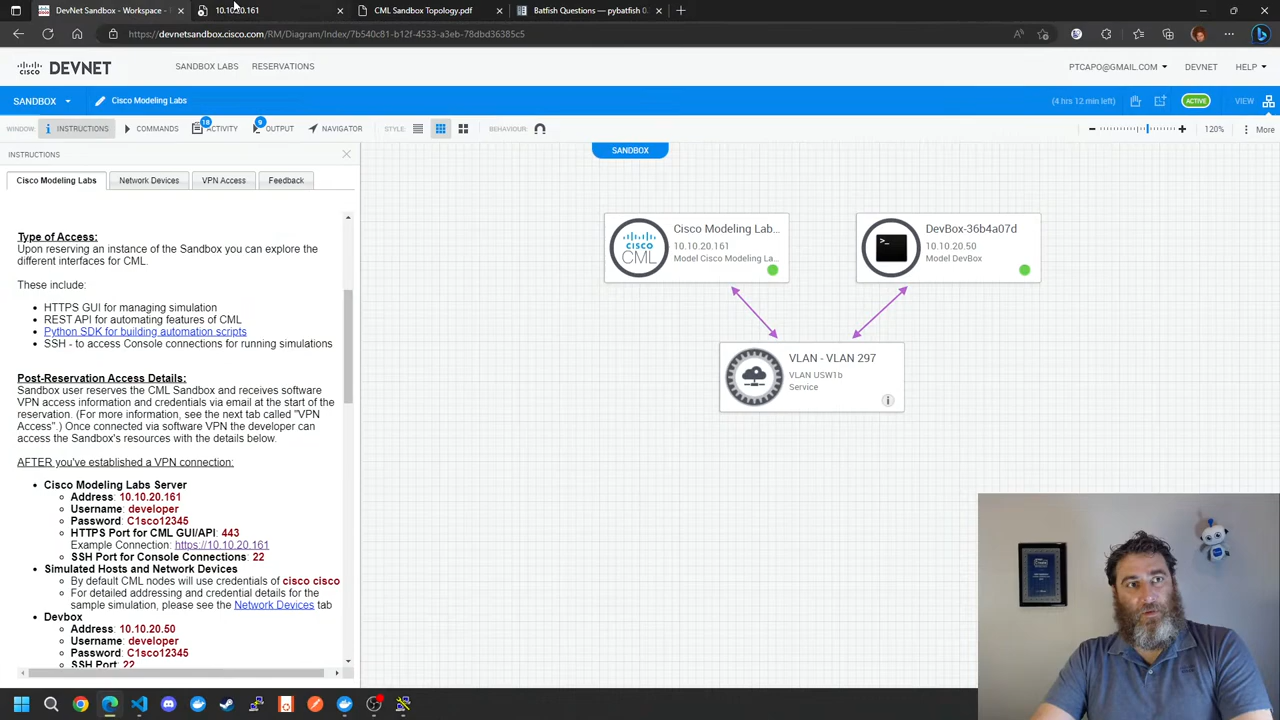 DevNet Sandbox - Workspace -
10.10.20.161
CML Sandbox Topology.pdf
Batfish Questions — pybatfish 0.
https://devnetsandbox.cisco.com/RM/Diagram/Index/7b540c81-b12f-4533-a3eb-78dbd36385c5
CISCO DEVNET
SANDBOX LABS
RESERVATIONS
PTCAPO@GMAIL.COM
DEVNET
HELP
SANDBOX
Cisco Modeling Labs
(4 hrs 12 min left)
ACTIVE
VIEW
WINDOW:
INSTRUCTIONS
COMMANDS
18
ACTIVITY
9
OUTPUT
NAVIGATOR
STYLE:
BEHAVIOUR:
120%
More
INSTRUCTIONS
SANDBOX
Cisco Modeling Labs
Network Devices
VPN Access
Feedback
Type of Access:
Upon reserving an instance of the Sandbox you can explore the
different interfaces for CML.
These include:
HTTPS GUI for managing simulation
REST API for automating features of CML
Python SDK for building automation scripts
SSH - to access Console connections for running simulations
Post-Reservation Access Details:
Sandbox user reserves the CML Sandbox and receives software
VPN access information and credentials via email at the start of the
reservation. (For more information, see the next tab called "VPN
Access".) Once connected via software VPN the developer can
access the Sandbox's resources with the details below.
AFTER you've established a VPN connection:
Cisco Modeling Labs Server
Address: 10.10.20.161
Username: developer
Password: C1sco12345
HTTPS Port for CML GUI/API: 443
Example Connection: https://10.10.20.161
SSH Port for Console Connections: 22
Simulated Hosts and Network Devices
By default CML nodes will use credentials of cisco cisco
For detailed addressing and credential details for the
sample simulation, please see the Network Devices tab
Devbox
Address: 10.10.20.50
Username: developer
Password: C1sco12345
SSH Port: 22
CISCO
CML
Cisco Modeling Lab...
10.10.20.161
Model Cisco Modeling La...
DevBox-36b4a07d
10.10.20.50
Model DevBox
VLAN - VLAN 297
VLAN USW1b
Service